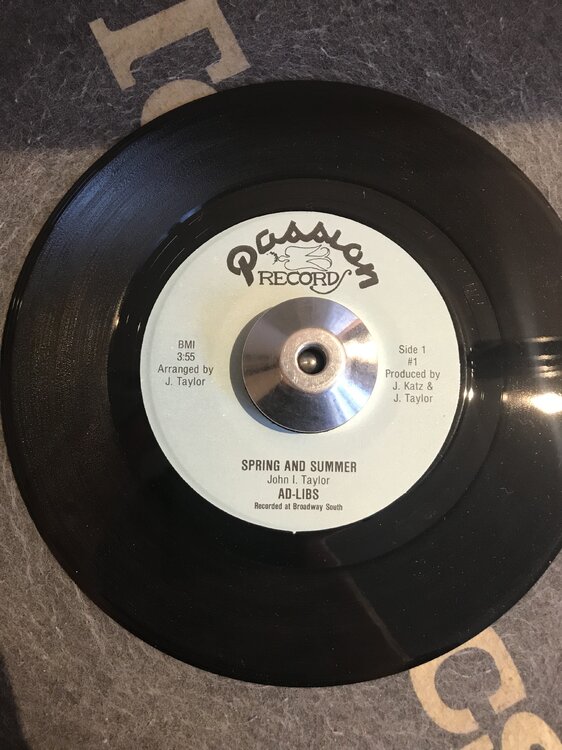 Passion
RECORDS
BMI
3:55
Arranged by
J. Taylor
Side 1
#1
Produced by
J. Katz &
J. Taylor
SPRING AND SUMMER
John I. Taylor
AD-LIBS
Recorded at Broadway South